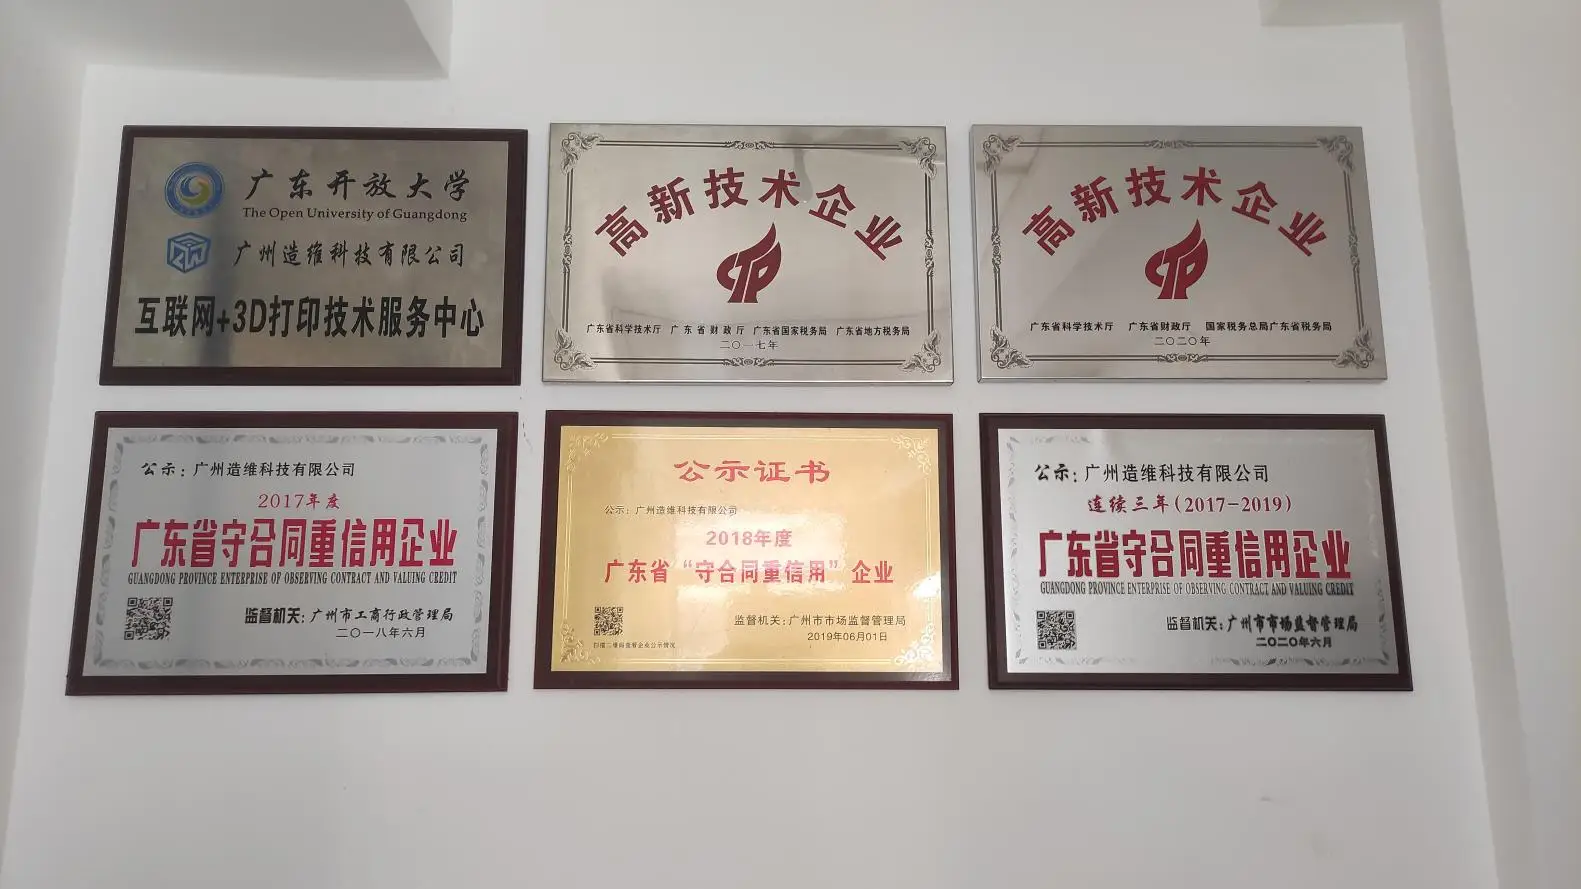 广东开放大学
The Open University of Guangdong
广州造维科技有限公司
互联网+3D打印技术服务中心
高新技术企业
广东省科学技术厅 广东省财政厅 广东省国家税务局 广东省地方税务局
二〇一七年
高新技术企业
广东省科学技术厅 广东省财政厅 国家税务总局广东省税务局
二〇二〇年
公示：广州造维科技有限公司
2017年度
广东省守合同重信用企业
GUANGDONG PROVINCE ENTERPRISE OF OBSERVING CONTRACT AND VALUING CREDIT
监督机关：广州市工商行政管理局
二〇一八年六月
公示证书
公示：广州造维科技有限公司
2018年度
广东省“守合同重信用”企业
监督机关：广州市市场监督管理局
2019年06月01日
扫描二维码查看企业公示情况
公示：广州造维科技有限公司
连续三年(2017-2019)
广东省守合同重信用企业
GUANGDONG PROVINCE ENTERPRISE OF OBSERVING CONTRACT AND VALUING CREDIT
监督机关：广州市市场监督管理局
二〇二〇年六月